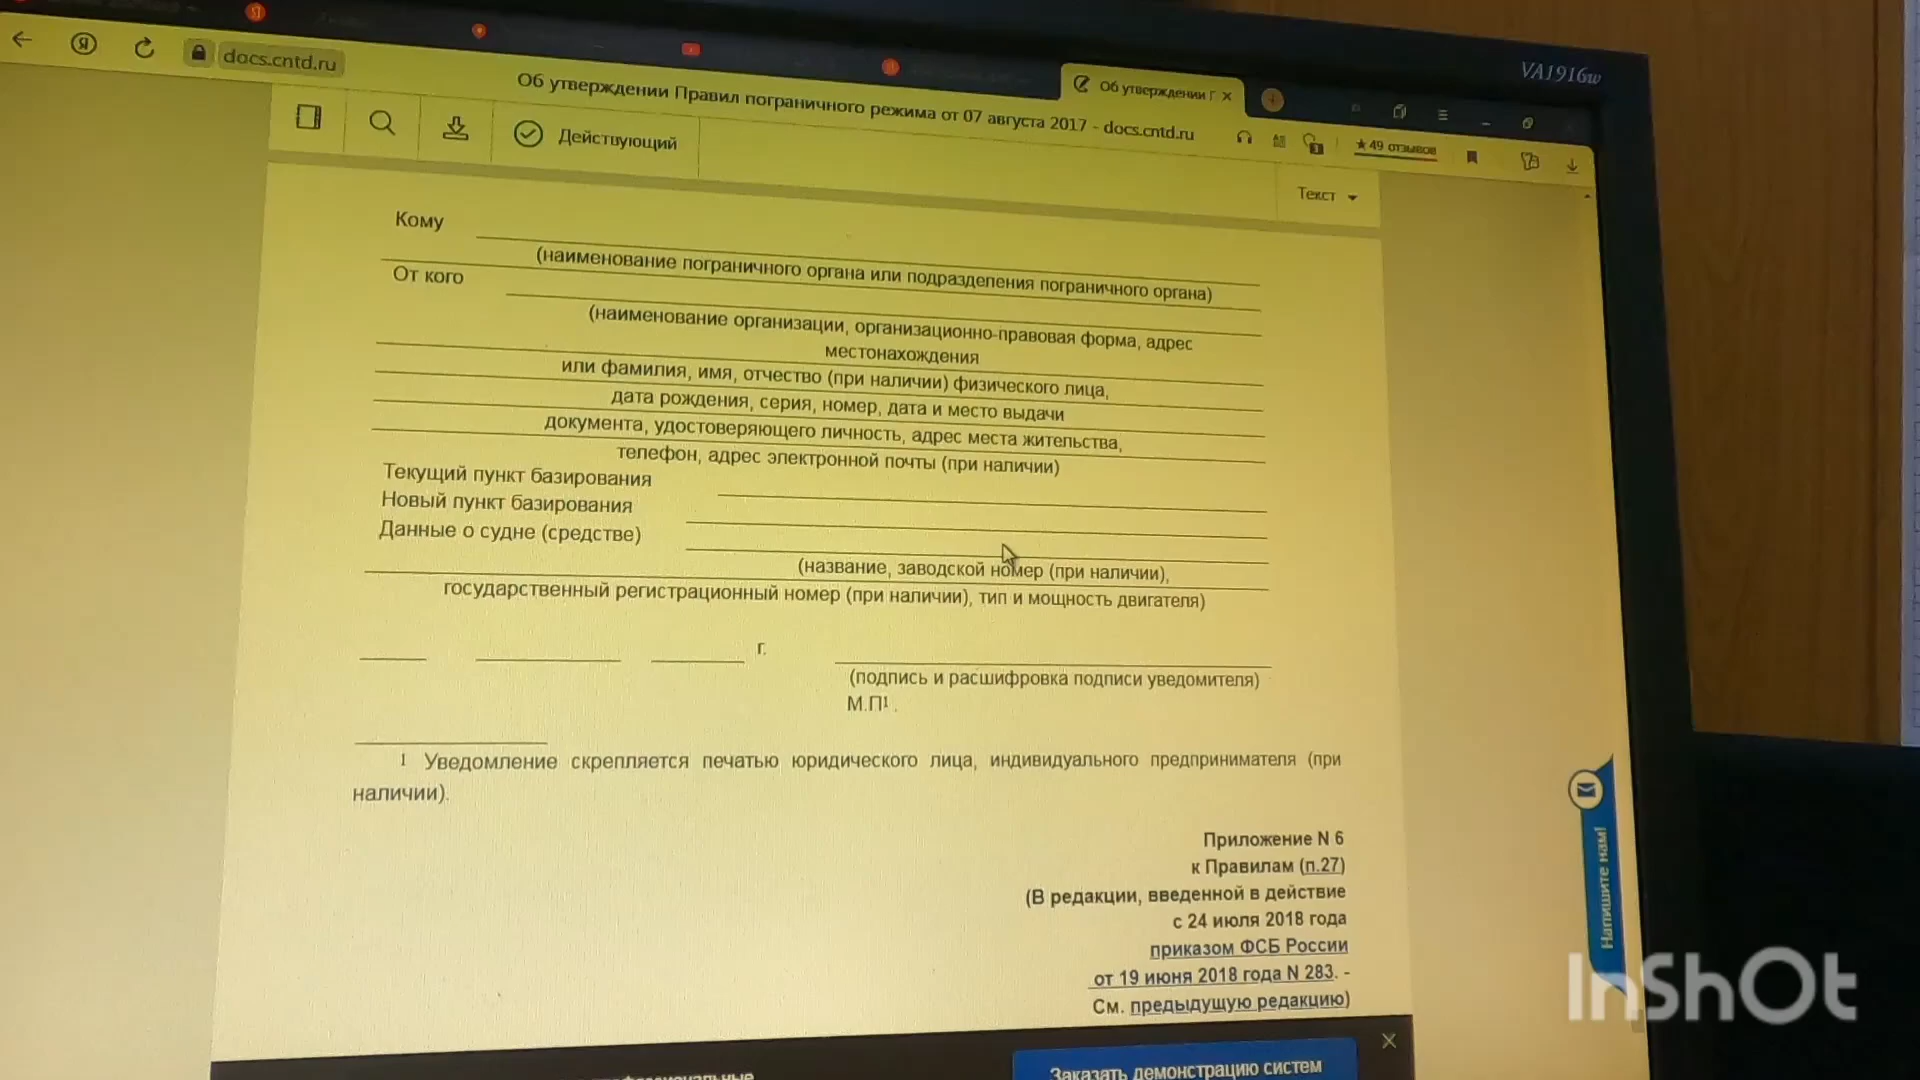 VA1916w
docs.cntd.ru
Об утверждении Правил пограничного режима от 07 августа 2017 - docs.cntd.ru
Об утверждении Г
★ 49 отзывов
Действующий
Текст
Кому
(наименование пограничного органа или подразделения пограничного органа)
От кого
(наименование организации, организационно-правовая форма, адрес
местонахождения
или фамилия, имя, отчество (при наличии) физического лица,
дата рождения, серия, номер, дата и место выдачи
документа, удостоверяющего личность, адрес места жительства,
телефон, адрес электронной почты (при наличии)
Текущий пункт базирования
Новый пункт базирования
Данные о судне (средстве)
(название, заводской номер (при наличии),
государственный регистрационный номер (при наличии), тип и мощность двигателя)
г.
(подпись и расшифровка подписи уведомителя)
М.П¹ .
¹ Уведомление скрепляется печатью юридического лица, индивидуального предпринимателя (при
наличии).
Приложение N 6
к Правилам (п.27)
(В редакции, введенной в действие
с 24 июля 2018 года
приказом ФСБ России
от 19 июня 2018 года N 283. -
См. предыдущую редакцию)
Напишите нам!
InShOt
Заказать демонстрацию систем